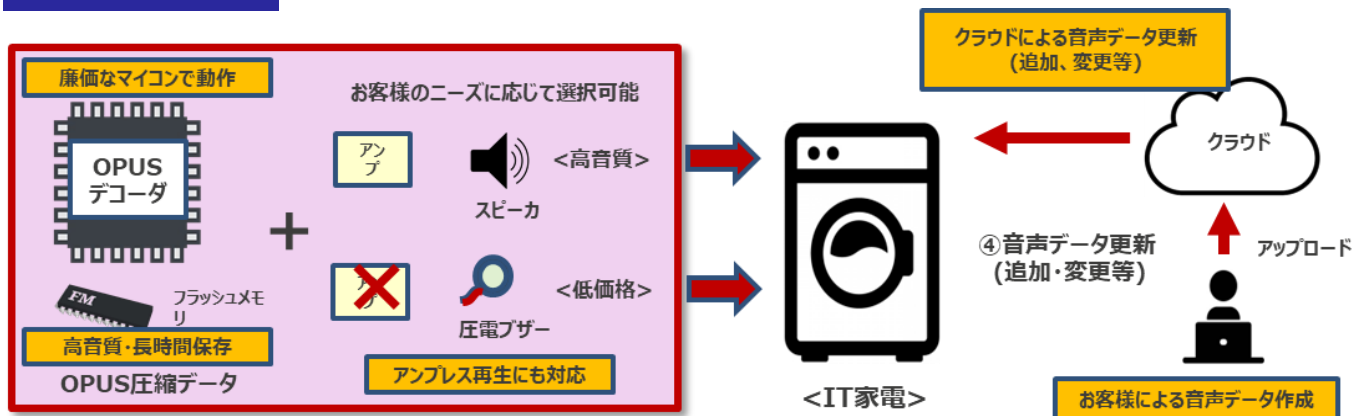 クラウドによる音声データ更新
(追加、変更等)
廉価なマイコンで動作
お客様のニーズに応じて選択可能
OPUS
デコーダ
アン
プ
<高音質>
スピーカ
クラウド
④音声データ更新
(追加・変更等)
アップロード
アン
プ
<低価格>
圧電ブザー
FM
フラッシュメモ
リ
高音質・長時間保存
OPUS圧縮データ
アンプレス再生にも対応
<IT家電>
お客様による音声データ作成